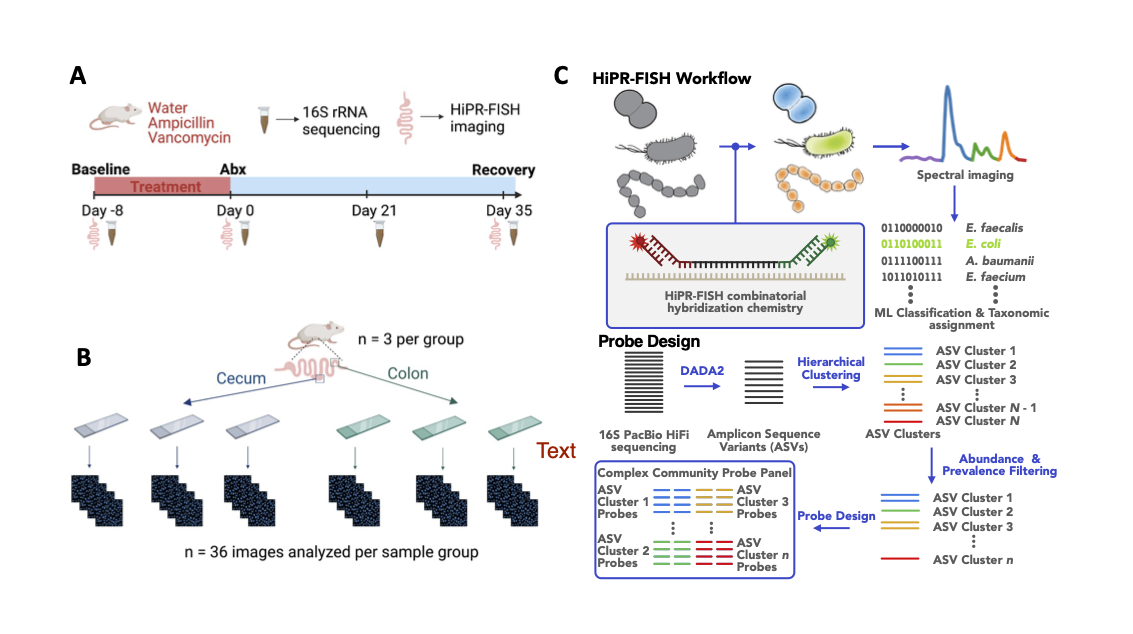 A
Water
Ampicillin
Vancomycin
16S rRNA
sequencing
HiPR-FISH
imaging
Baseline
Abx
Recovery
Treatment
Day -8
Day 0
Day 21
Day 35
B
n = 3 per group
Cecum
Colon
n = 36 images analyzed per sample group
Text
C
HiPR-FISH Workflow
Spectral imaging
HiPR-FISH combinatorial
hybridization chemistry
0110000010 E. faecalis
0110100011 E. coli
0111100111 A. baumanii
1011010111 E. faecium
ML Classification & Taxonomic
assignment
Probe Design
DADA2
Hierarchical
Clustering
16S PacBio HiFi
sequencing
Amplicon Sequence
Variants (ASVs)
ASV Cluster 1
ASV Cluster 2
ASV Cluster 3
ASV Cluster N - 1
ASV Cluster N
ASV Clusters
Abundance &
Prevalence Filtering
ASV Cluster 1
ASV Cluster 2
ASV Cluster 3
ASV Cluster n
Probe Design
Complex Community Probe Panel
ASV
Cluster 1
Probes
ASV
Cluster 3
Probes
ASV
Cluster 2
Probes
ASV
Cluster n
Probes